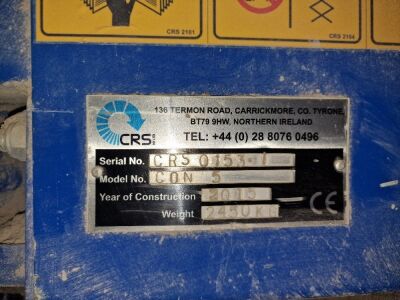 CRS 2101
CRS 2104
136 TERMON ROAD, CARRICKMORE, CO. TYRONE,
BT79 9HW, NORTHERN IRELAND
CRS
TEL: +44 (0) 28 8076 0496
Serial No. CRS 0153-1
Model No. CON 5
Year of Construction 2015
Weight 2450KG
CE